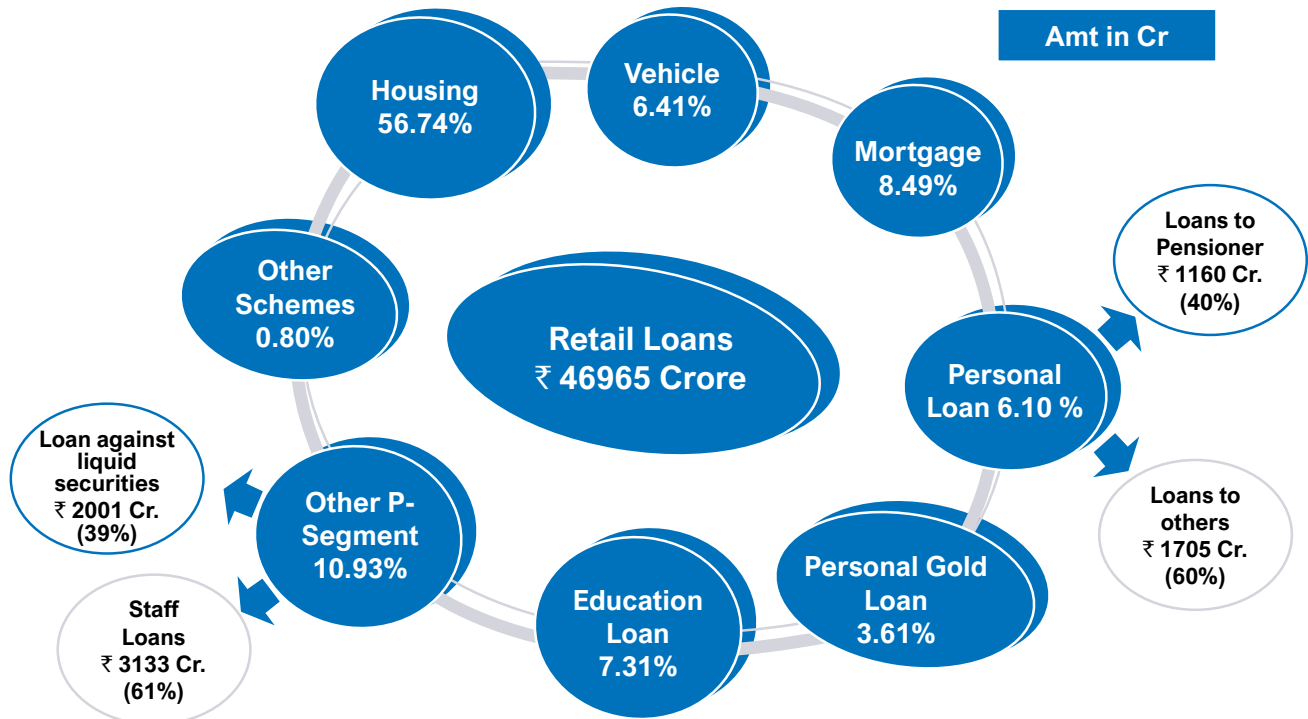 Amt in Cr
Housing
56.74%
Vehicle
6.41%
Mortgage
8.49%
Loans to
Pensioner
₹ 1160 Cr.
(40%)
Other
Schemes
0.80%
Retail Loans
₹ 46965 Crore
Personal
Loan 6.10 %
Loan against
liquid
securities
₹ 2001 Cr.
(39%)
Other P-
Segment
10.93%
Loans to
others
₹ 1705 Cr.
(60%)
Personal Gold
Loan
3.61%
Education
Loan
7.31%
Staff
Loans
₹ 3133 Cr.
(61%)